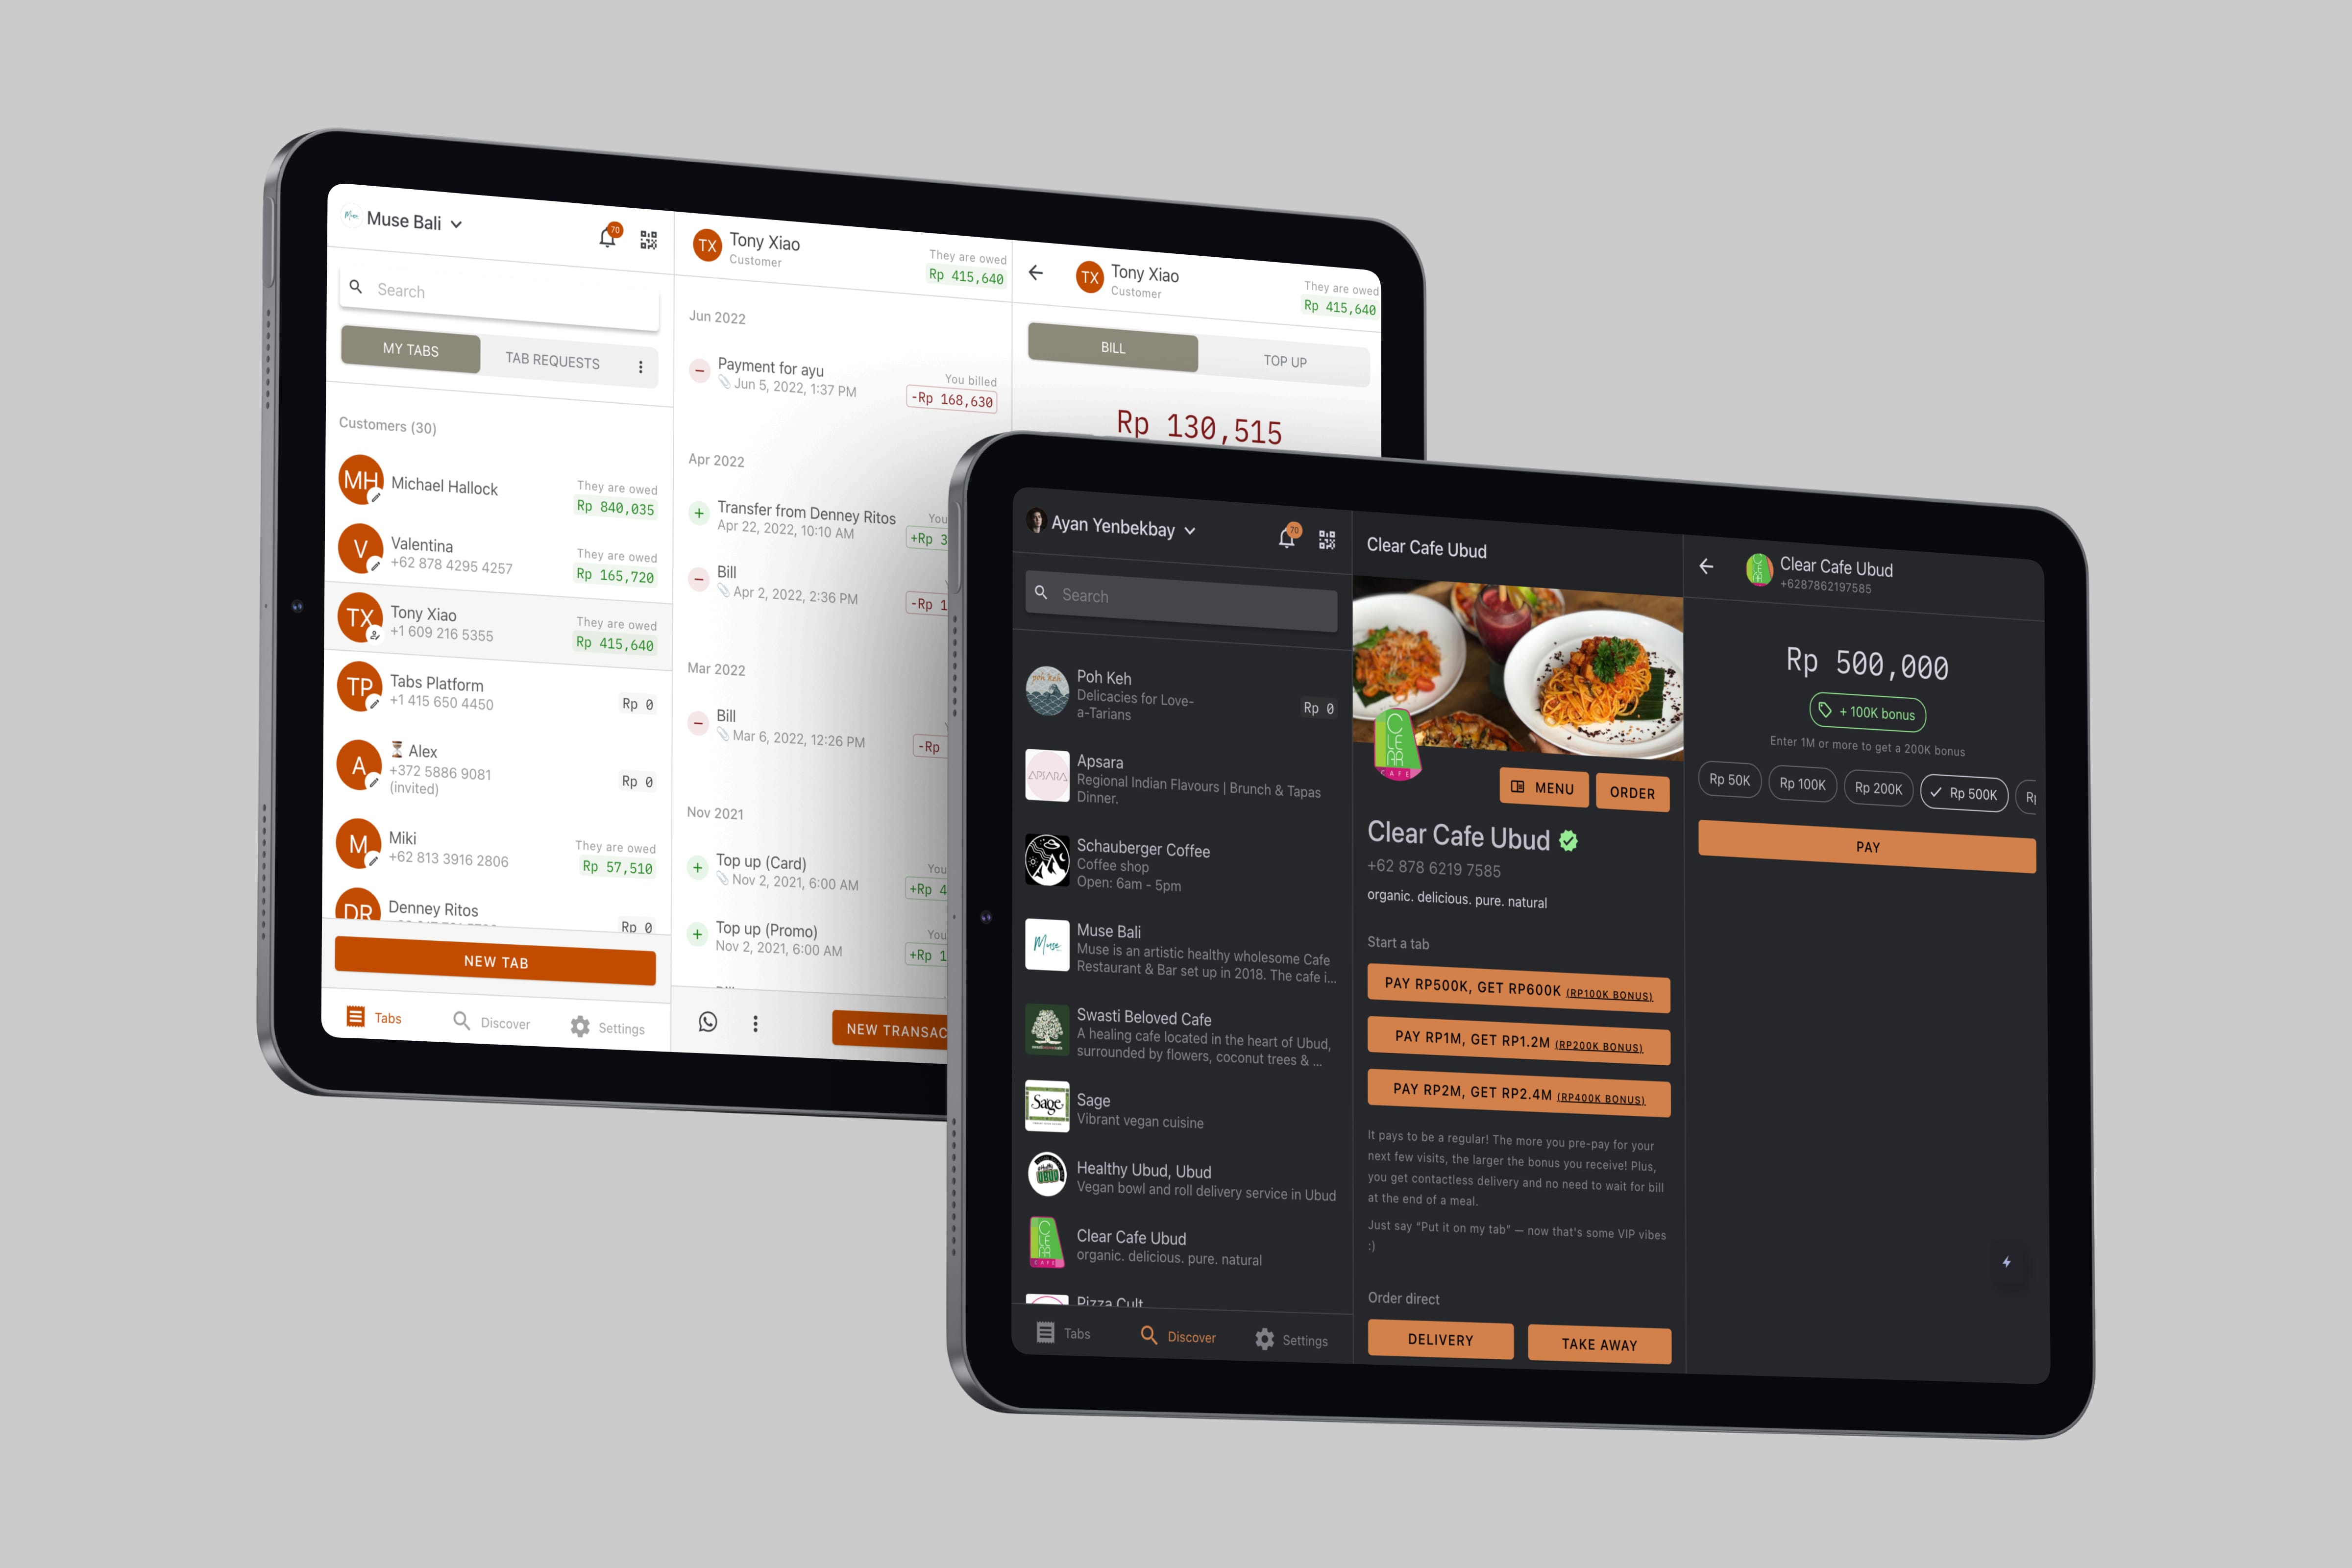 Muse
Muse Bali
70
Search
MY TABS
TAB REQUESTS
Customers (30)
MH
Michael Hallock
They are owed
Rp 840,035
V
Valentina
+62 878 4295 4257
They are owed
Rp 165,720
TX
Tony Xiao
+1 609 216 5355
They are owed
Rp 415,640
TP
Tabs Platform
+1 415 650 4450
Rp 0
A
⏳ Alex
+372 5886 9081
(invited)
Rp 0
M
Miki
+62 813 3916 2806
They are owed
Rp 57,510
DR
Denney Ritos
Rp 0
NEW TAB
Tabs
Discover
Settings
TX
Tony Xiao
Customer
They are owed
Rp 415,640
Jun 2022
Payment for ayu
Jun 5, 2022, 1:37 PM
You billed
-Rp 168,630
Apr 2022
Transfer from Denney Ritos
Apr 22, 2022, 10:10 AM
You
+Rp 3
Bill
Apr 2, 2022, 2:36 PM
-Rp 1
Mar 2022
Bill
Mar 6, 2022, 12:26 PM
-Rp
Nov 2021
Top up (Card)
Nov 2, 2021, 6:00 AM
You
+Rp 4
Top up (Promo)
Nov 2, 2021, 6:00 AM
You
+Rp 1
NEW TRANSAC
TX
Tony Xiao
Customer
They are owed
Rp 415,640
BILL
TOP UP
Rp 130,515
Ayan Yenbekbay
70
Search
poh keh
Poh Keh
Delicacies for Love-
a-Tarians
Rp 0
APSARA
Apsara
Regional Indian Flavours | Brunch & Tapas
Dinner.
Schauberger Coffee
Coffee shop
Open: 6am - 5pm
Muse
Muse Bali
Muse is an artistic healthy wholesome Cafe
Restaurant & Bar set up in 2018. The cafe i...
Swasti Beloved Cafe
A healing cafe located in the heart of Ubud,
surrounded by flowers, coconut trees & ...
Sage
Sage
Vibrant vegan cuisine
UBUD
Healthy Ubud, Ubud
Vegan bowl and roll delivery service in Ubud
CLEAR
CAFE
Clear Cafe Ubud
organic. delicious. pure. natural
Pizza Cult
Tabs
Discover
Settings
Clear Cafe Ubud
CLEAR
CAFE
MENU
ORDER
Clear Cafe Ubud
+62 878 6219 7585
organic. delicious. pure. natural
Start a tab
PAY RP500K, GET RP600K (RP100K BONUS)
PAY RP1M, GET RP1.2M (RP200K BONUS)
PAY RP2M, GET RP2.4M (RP400K BONUS)
It pays to be a regular! The more you pre-pay for your
next few visits, the larger the bonus you receive! Plus,
you get contactless delivery and no need to wait for bill
at the end of a meal.
Just say “Put it on my tab” — now that's some VIP vibes
:)
Order direct
DELIVERY
TAKE AWAY
Clear Cafe Ubud
+6287862197585
Rp 500,000
+ 100K bonus
Enter 1M or more to get a 200K bonus
Rp 50K
Rp 100K
Rp 200K
Rp 500K
PAY